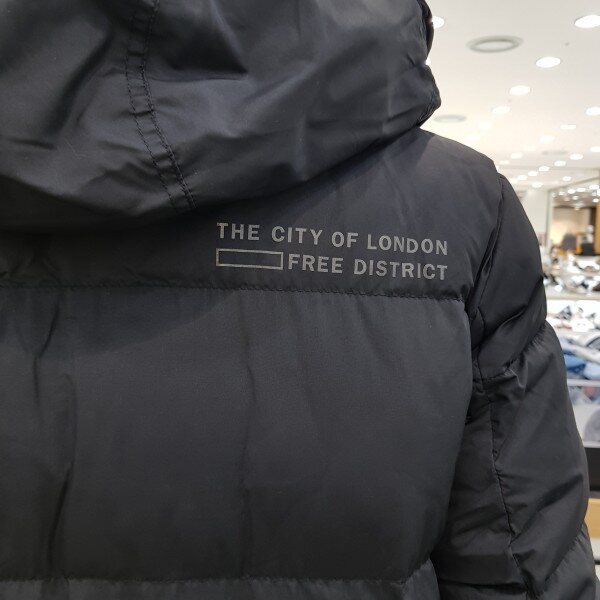 THE CITY OF LONDON
FREE DISTRICT